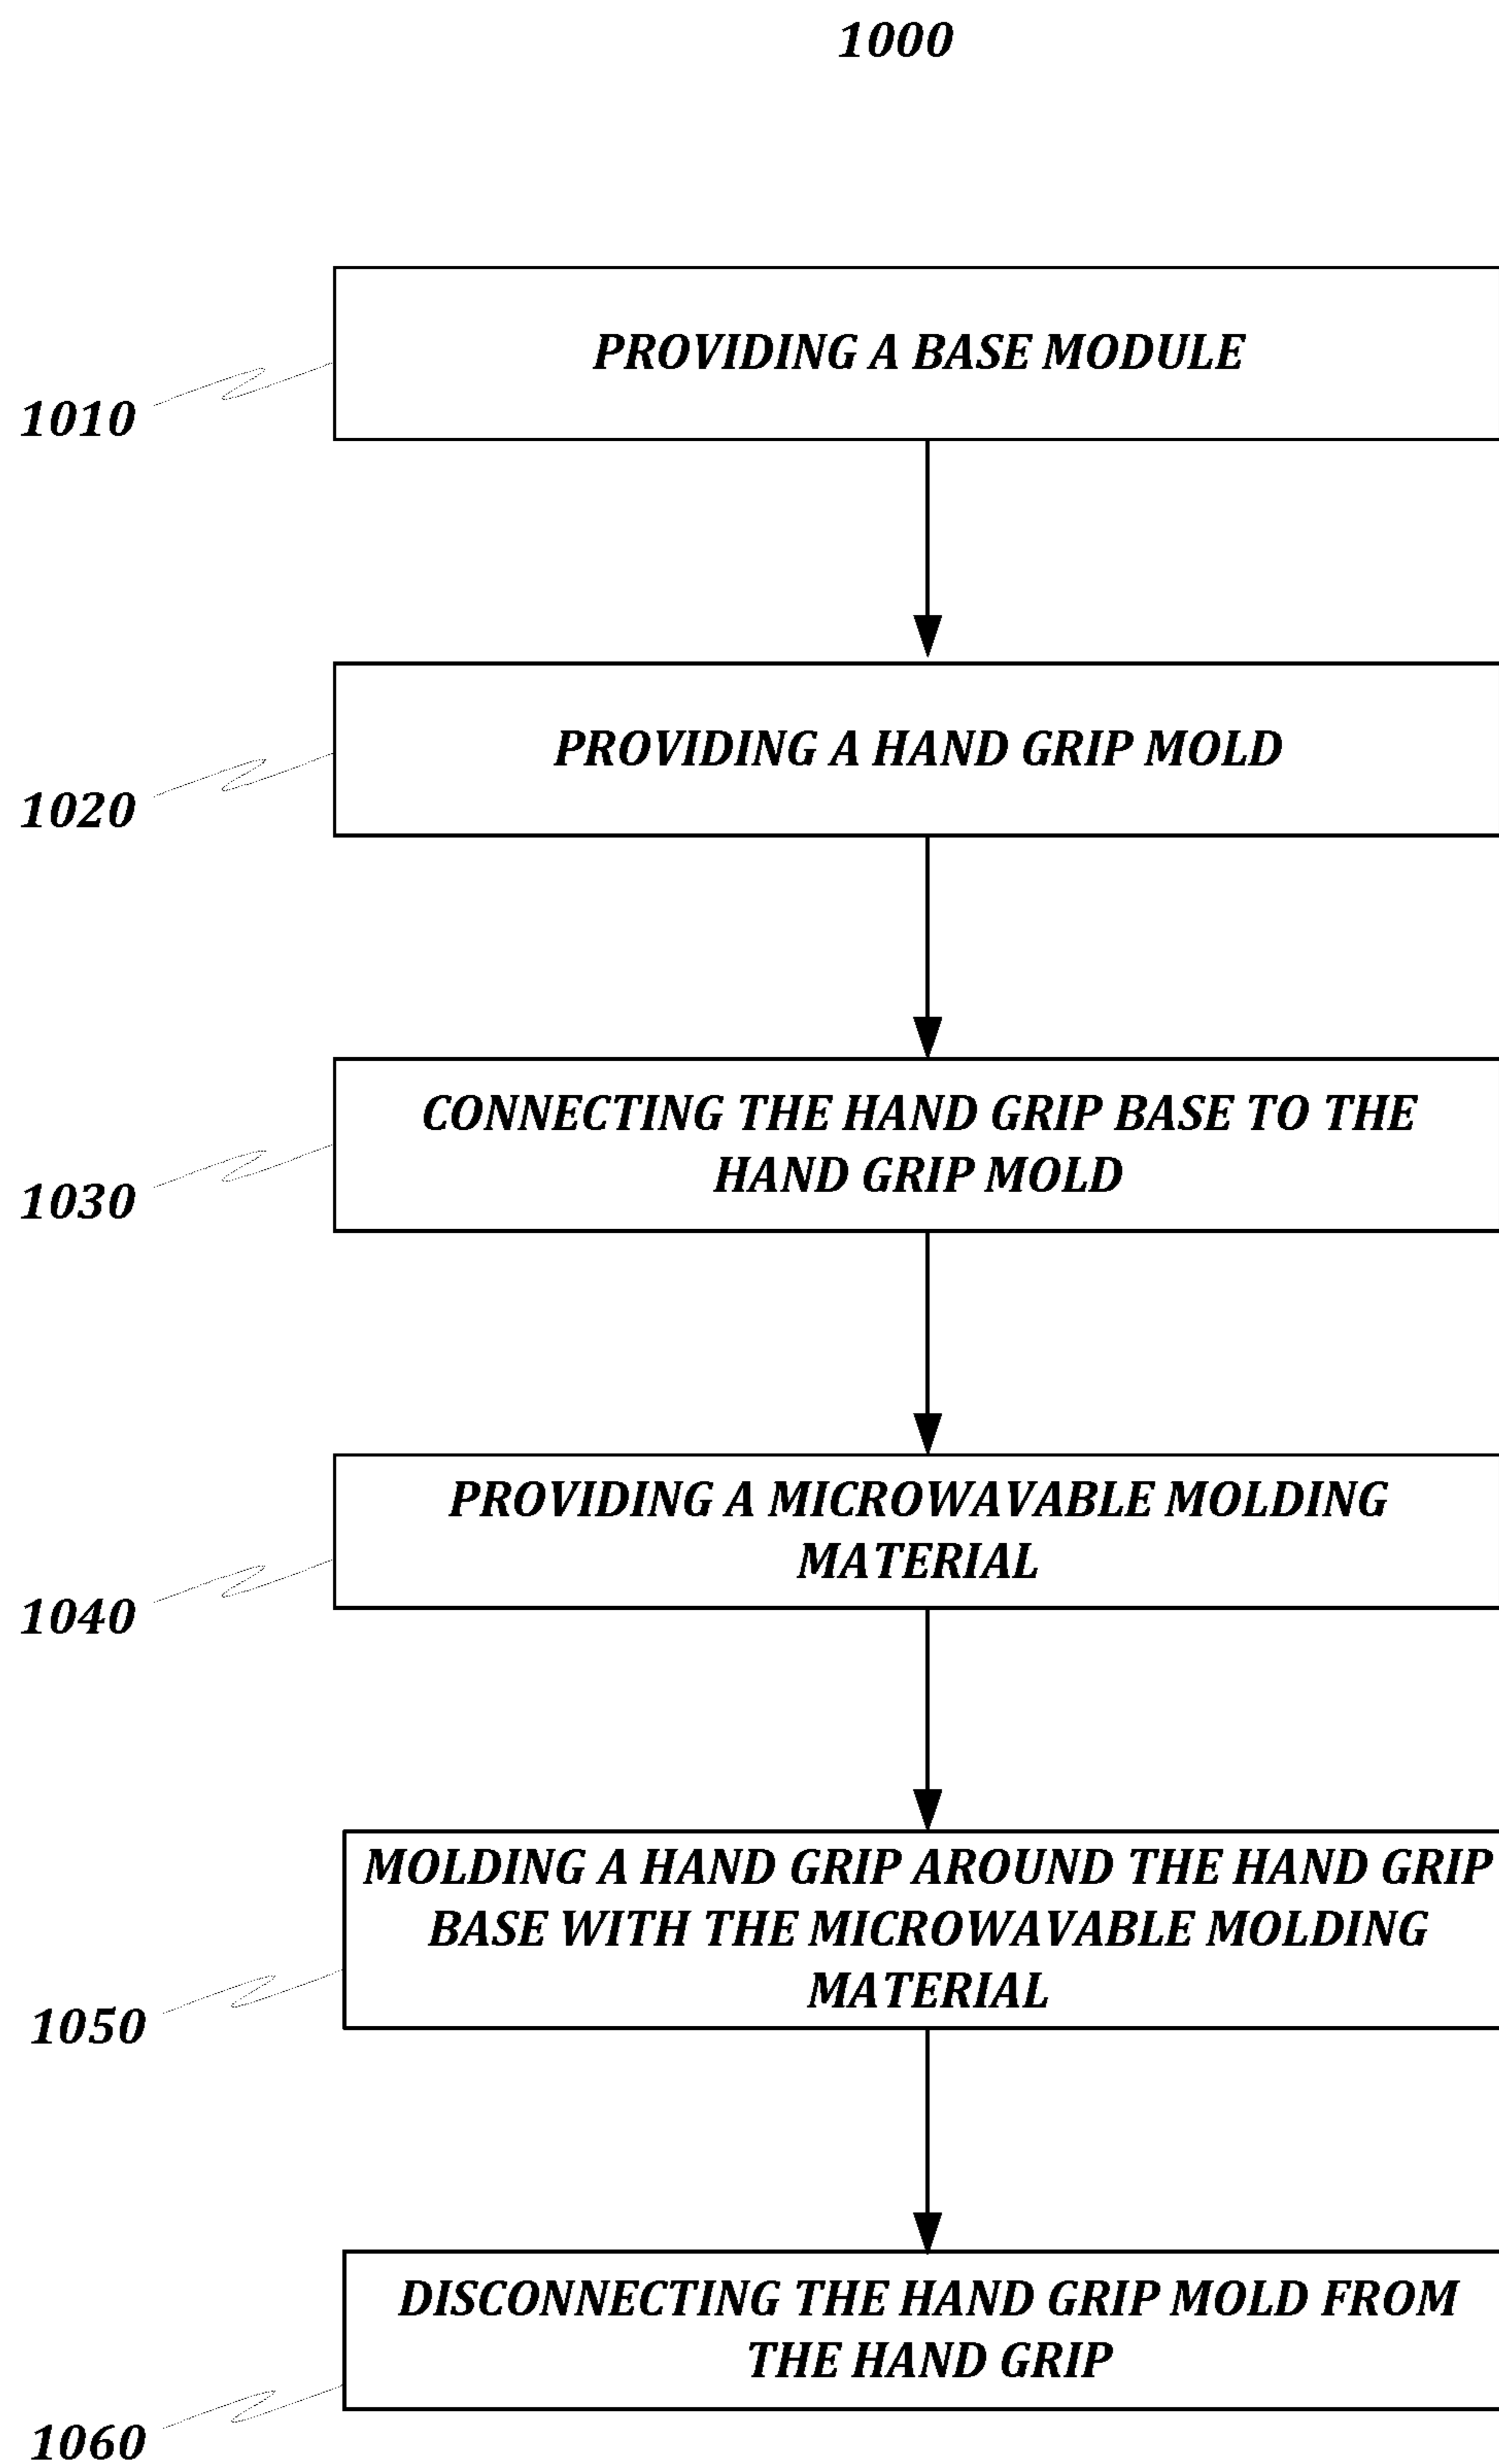 1000
PROVIDING A BASE MODULE
1010
PROVIDING A HAND GRIP MOLD
1020
CONNECTING THE HAND GRIP BASE TO THE
HAND GRIP MOLD
1030
PROVIDING A MICROWAVABLE MOLDING
MATERIAL
1040
MOLDING A HAND GRIP AROUND THE HAND GRIP
BASE WITH THE MICROWAVABLE MOLDING
MATERIAL
1050
DISCONNECTING THE HAND GRIP MOLD FROM
THE HAND GRIP
1060